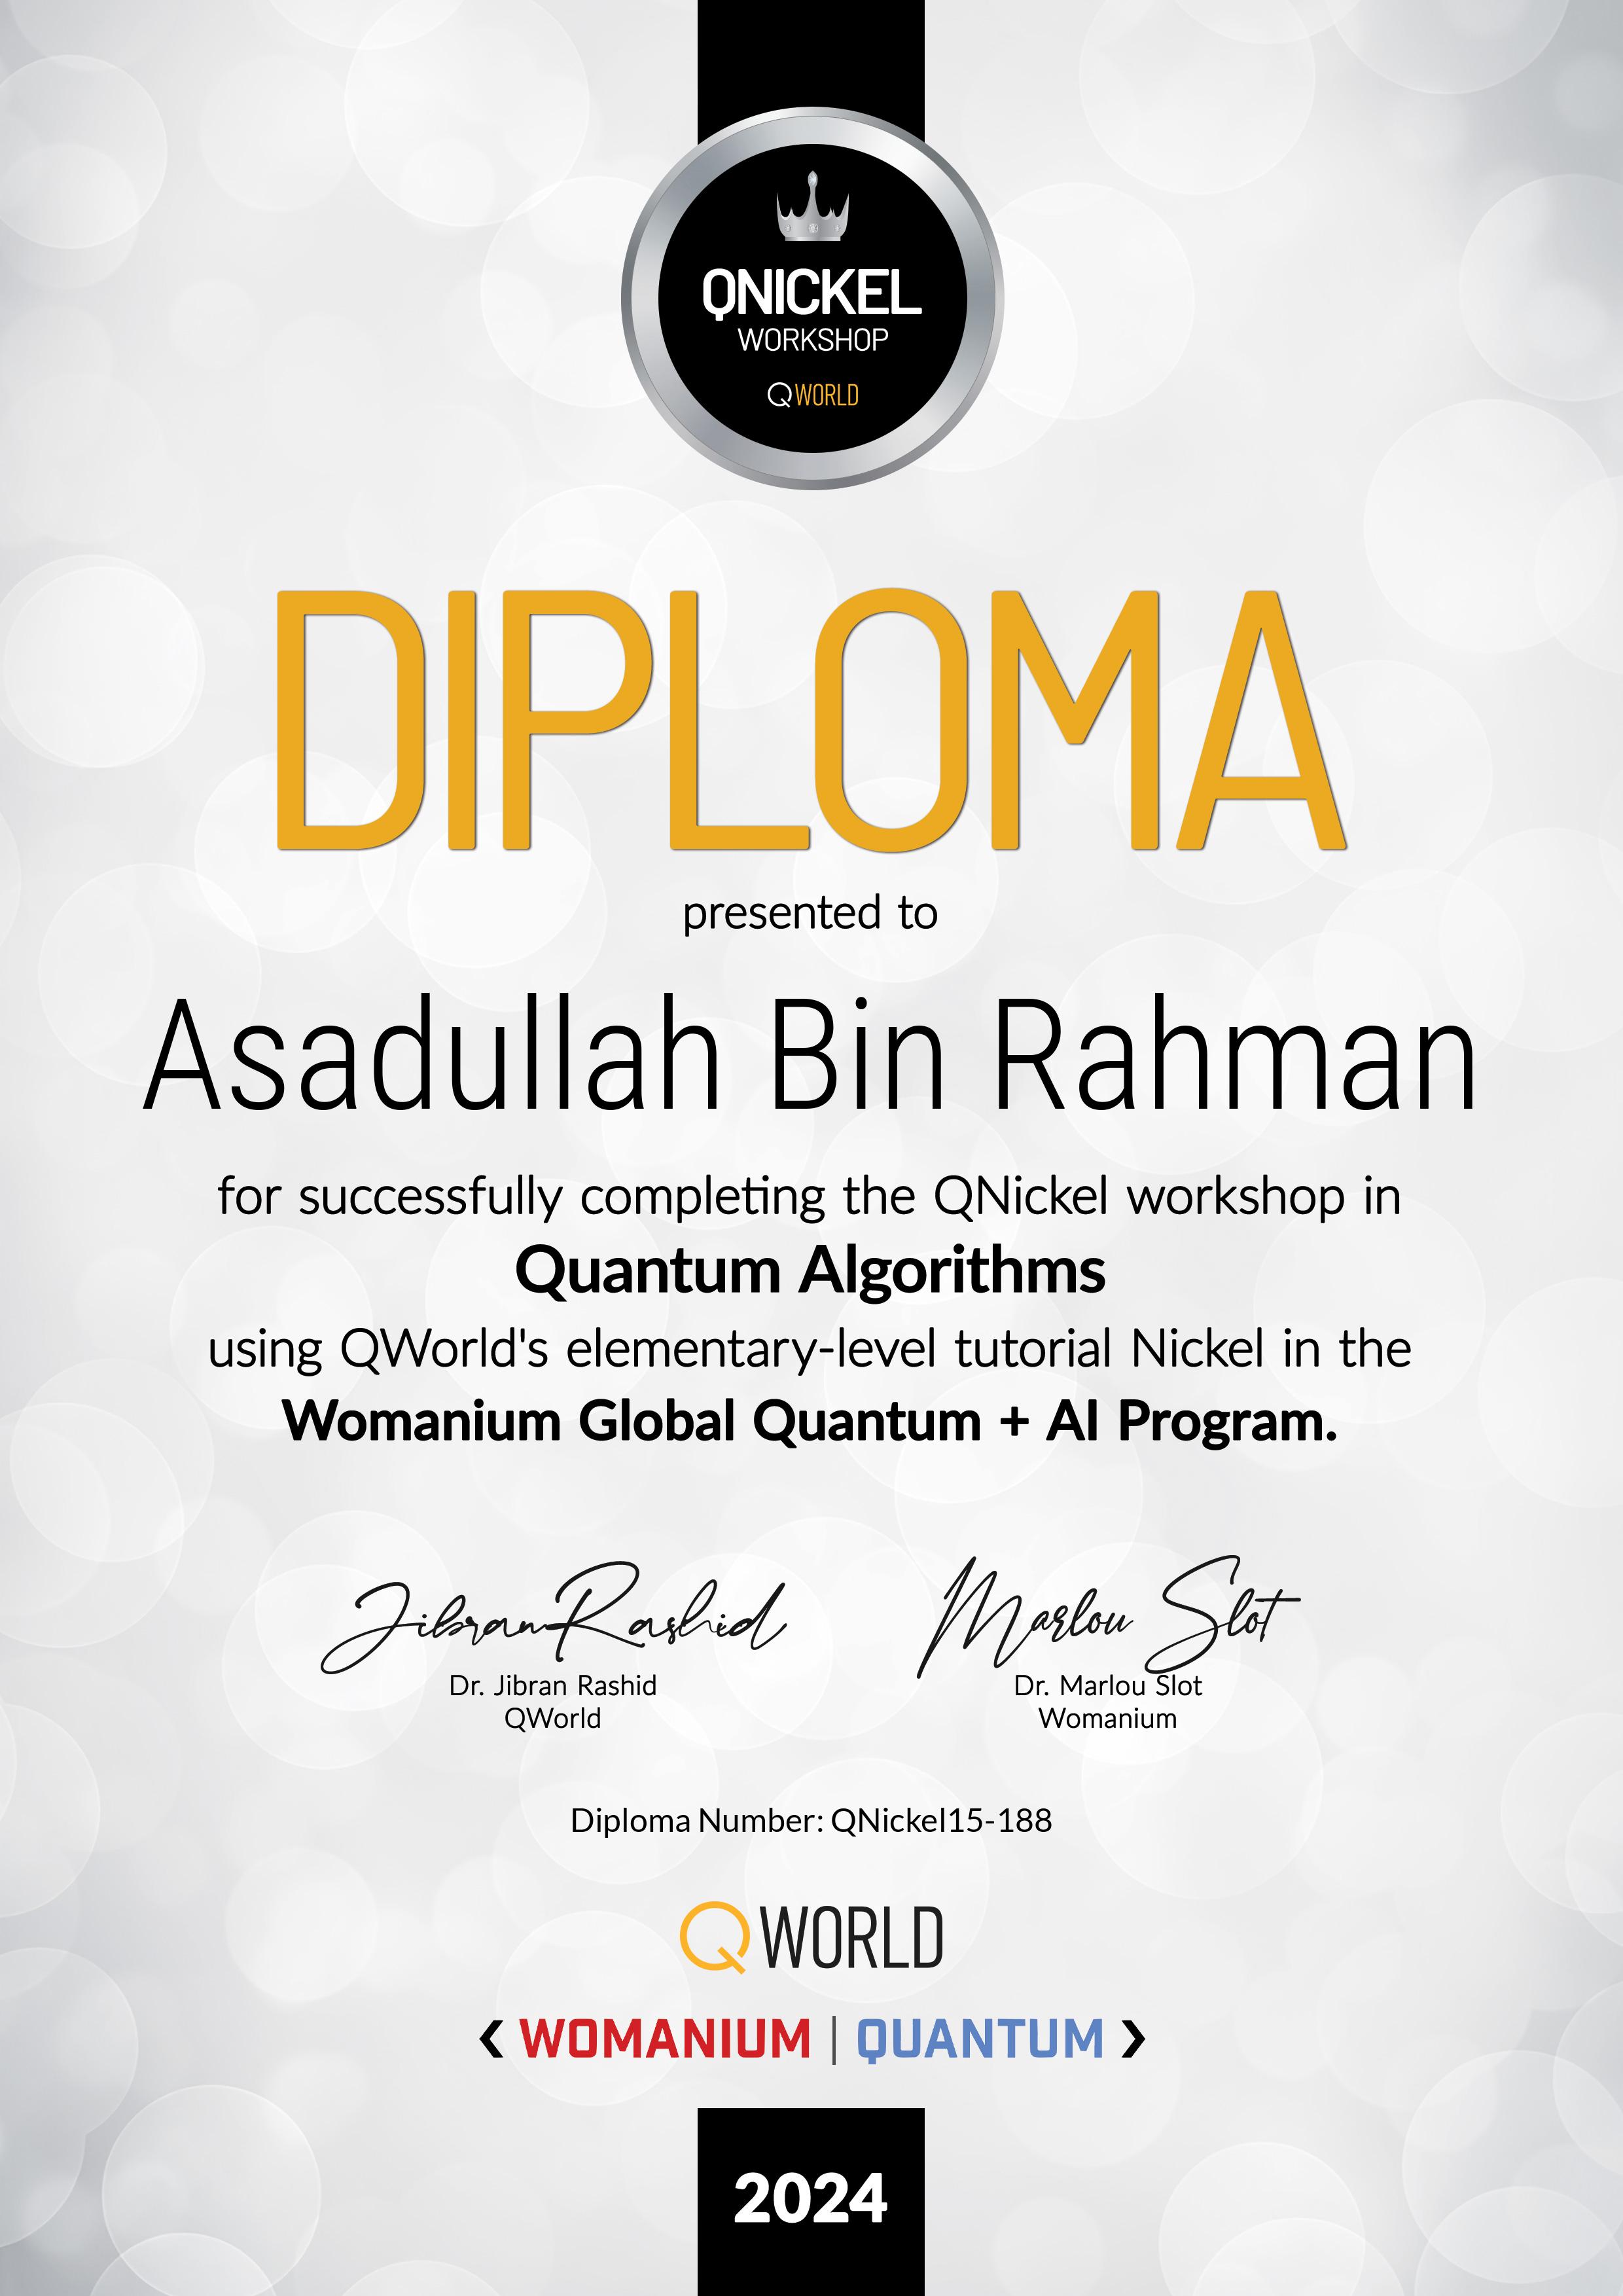 QNICKEL
WORKSHOP
QWORLD
DIPLOMA
presented to
Asadullah Bin Rahman
for successfully completing the QNickel workshop in
Quantum Algorithms
using QWorld's elementary-level tutorial Nickel in the
Womanium Global Quantum + AI Program.
Jibran Rashid Marlou Slot
Dr. Jibran Rashid Dr. Marlou Slot
QWorld Womanium
Diploma Number: QNickel15-188
QWORLD
WOMANIUM | QUANTUM
2024